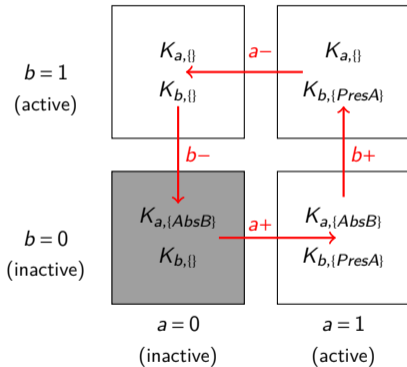 b = 1
(active)
K_{a,{}}
K_{b,{}}
a−
K_{a,{}}
K_{b,{PresA}}
b−
b+
b = 0
(inactive)
K_{a,{AbsB}}
K_{b,{}}
a+
K_{a,{AbsB}}
K_{b,{PresA}}
a = 0
(inactive)
a = 1
(active)